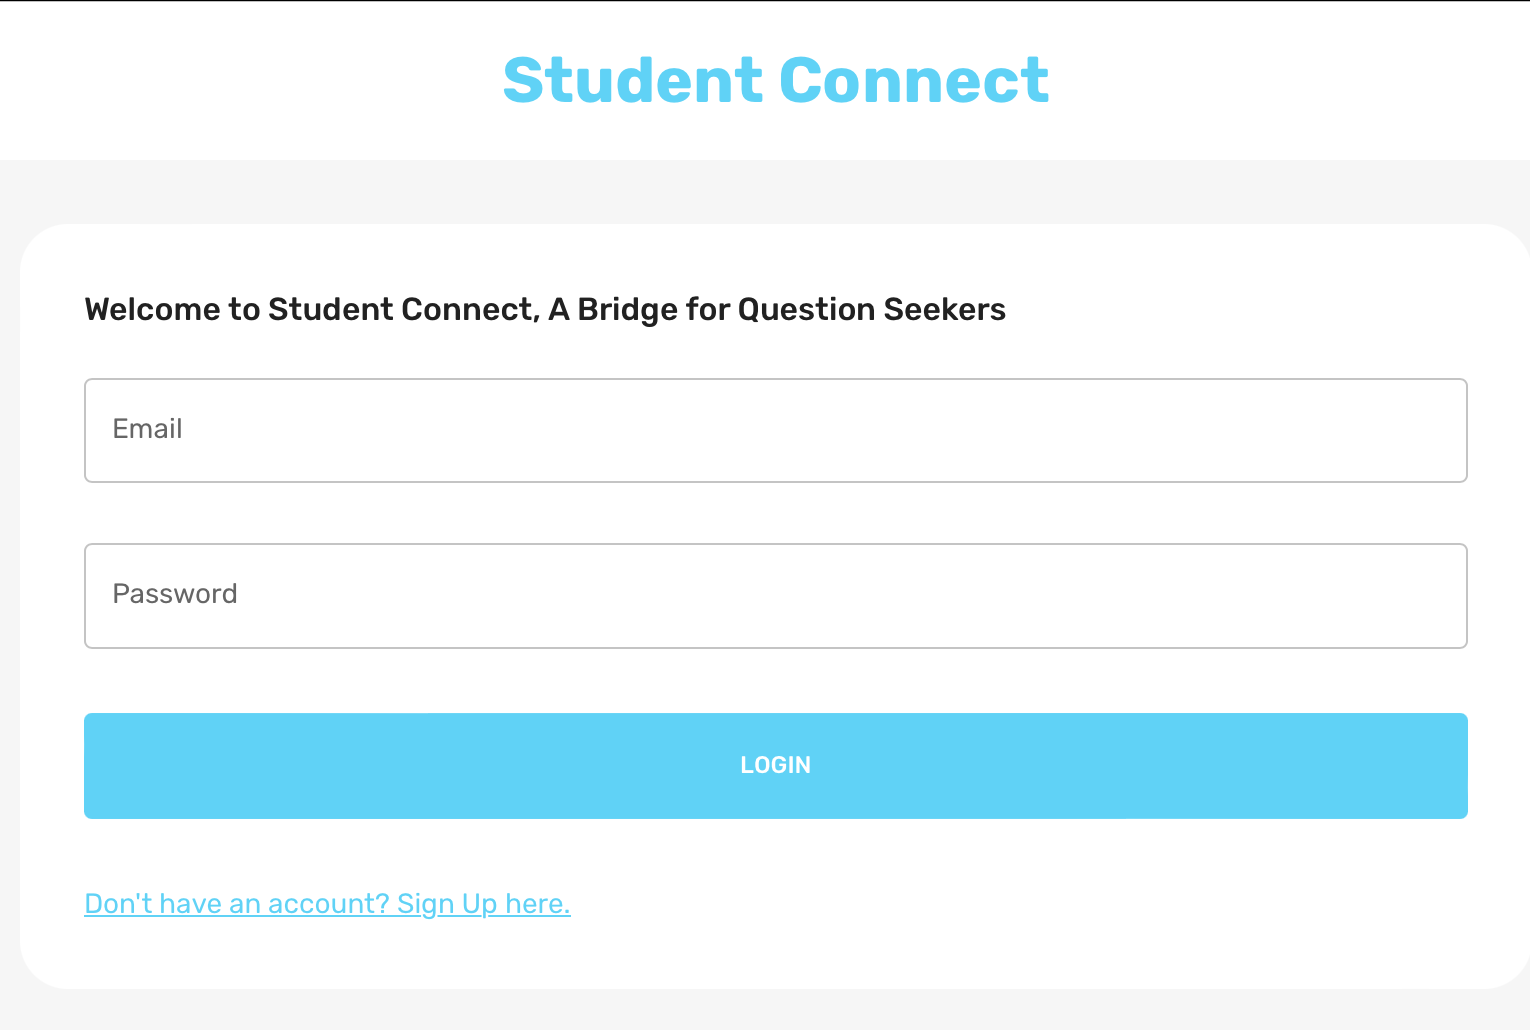 Student Connect
Welcome to Student Connect, A Bridge for Question Seekers
Email
Password
LOGIN
Don't have an account? Sign Up here.